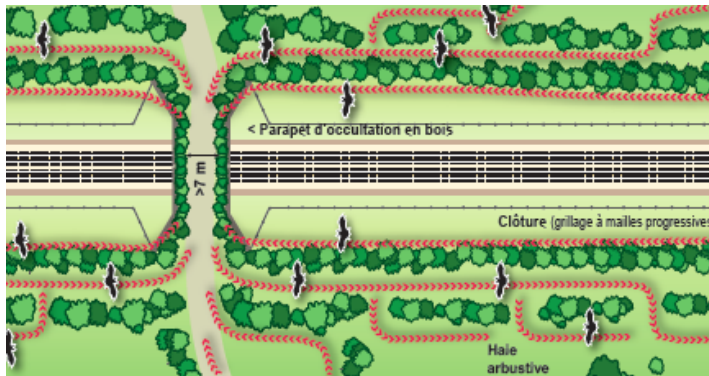 < Parapet d'occultation en bois
>7 m
Clôture (grillage à mailles progressives
Haie
arbustive